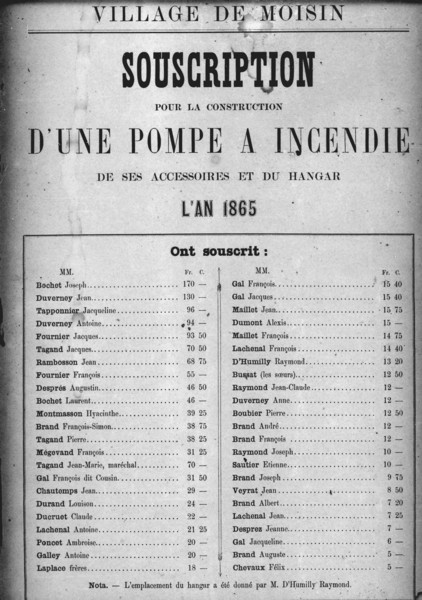 VILLAGE DE MOISIN
SOUSCRIPTION
POUR LA CONSTRUCTION
D'UNE POMPE A INCENDIE
DE SES ACCESSOIRES ET DU HANGAR
L'AN 1865
Ont souscrit :
MM. Fr. C.
Bochet Joseph 170 —
Duverney Jean 130 —
Tapponnier Jacqueline 96 —
Duverney Antoine 94 —
Fournier Jacques 93 50
Tagand Jacques 70 50
Rambosson Jean 68 75
Fournier François 55 —
Després Augustin 46 50
Bochet Laurent 46 —
Montmasson Hyacinthe 39 25
Brand François-Simon 38 75
Tagand Pierre 38 25
Mégevand François 31 25
Tagand Jean-Marie, maréchal 70 —
Gal François dit Cousin 31 50
Chautemps Jean 29 —
Durand Louison 24 —
Ducruet Claude 22 —
Lachenal Antoine 21 25
Poncet Ambroise 20 —
Galley Antoine 20 —
Laplace frères 18 —
MM. Fr. C.
Gal François 15 40
Gal Jacques 15 40
Maillet Jean 15 75
Dumont Alexis 15 —
Maillet François 14 75
Lachenal François 14 40
D'Humilly Raymond 13 20
Bussat (les sœurs) 12 50
Raymond Jean-Claude 12 —
Duverney Anne 12 —
Boubier Pierre 12 50
Brand André 12 —
Brand François 12 —
Raymond Joseph 10 —
Sautier Etienne 10 —
Brand Joseph 9 75
Veyrat Jean 8 50
Brand Albert 7 20
Lachenal Jean 7 25
Desprez Jeanne 7 —
Gal Jacqueline 6 —
Brand Auguste 5 —
Chevaux Félix 5 —
Nota. — L'emplacement du hangar a été donné par M. D'Humilly Raymond.